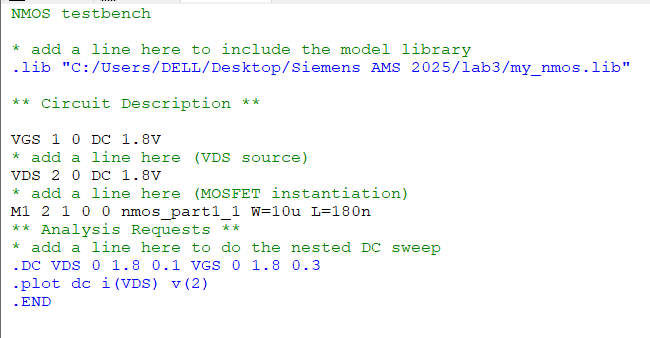 NMOS testbench
* add a line here to include the model library
.lib "C:/Users/DELL/Desktop/Siemens AMS 2025/lab3/my_nmos.lib"
** Circuit Description **
VGS 1 0 DC 1.8V
* add a line here (VDS source)
VDS 2 0 DC 1.8V
* add a line here (MOSFET instantiation)
M1 2 1 0 0 nmos_part1_1 W=10u L=180n
** Analysis Requests **
* add a line here to do the nested DC sweep
.DC VDS 0 1.8 0.1 VGS 0 1.8 0.3
.plot dc i(VDS) v(2)
.END